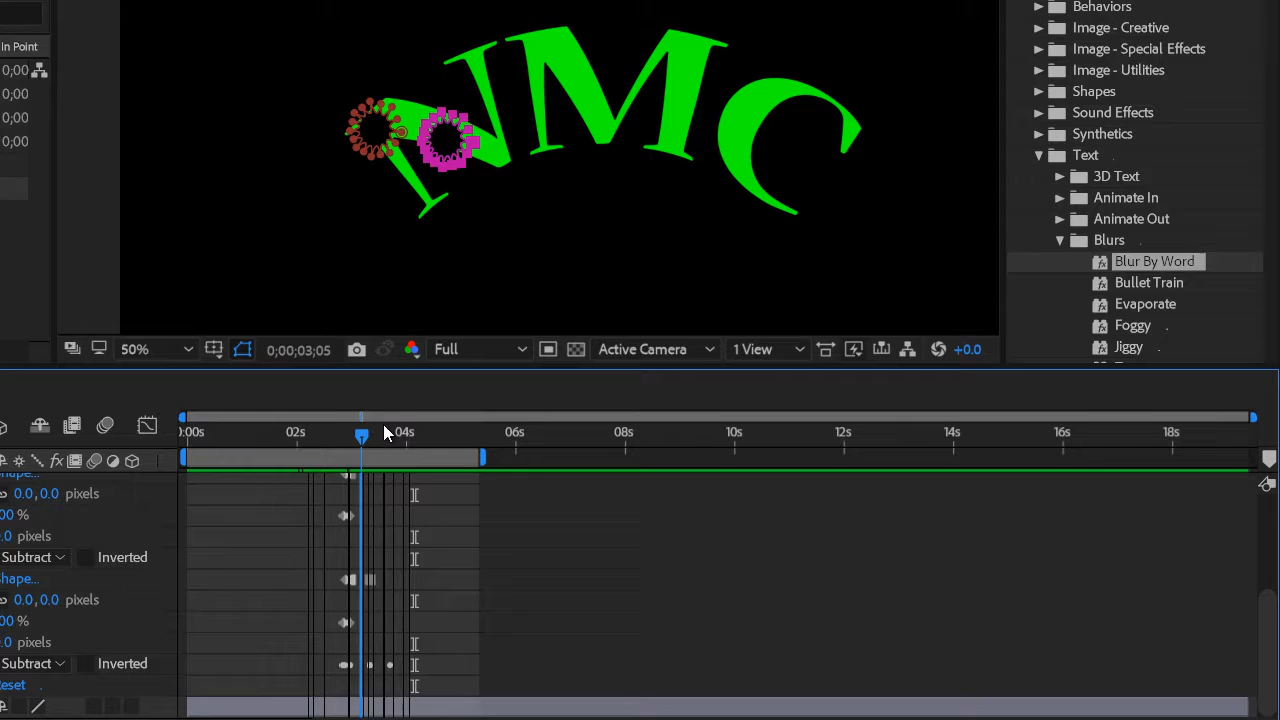 In Point
0;00
0;00
0;00
0;00
NMC
Behaviors
Image - Creative
Image - Special Effects
Image - Utilities
Shapes
Sound Effects
Synthetics
Text
3D Text
Animate In
Animate Out
Blurs
Blur By Word
Bullet Train
Evaporate
Foggy
Jiggy
50% 0;00;03;05 Full Active Camera 1 View +0.0
0:00s 02s 04s 06s 08s 10s 12s 14s 16s 18s
fx
0.0,0.0 pixels
00 %
.0 pixels
Subtract Inverted
Shape...
0.0,0.0 pixels
00 %
.0 pixels
Subtract Inverted
Reset